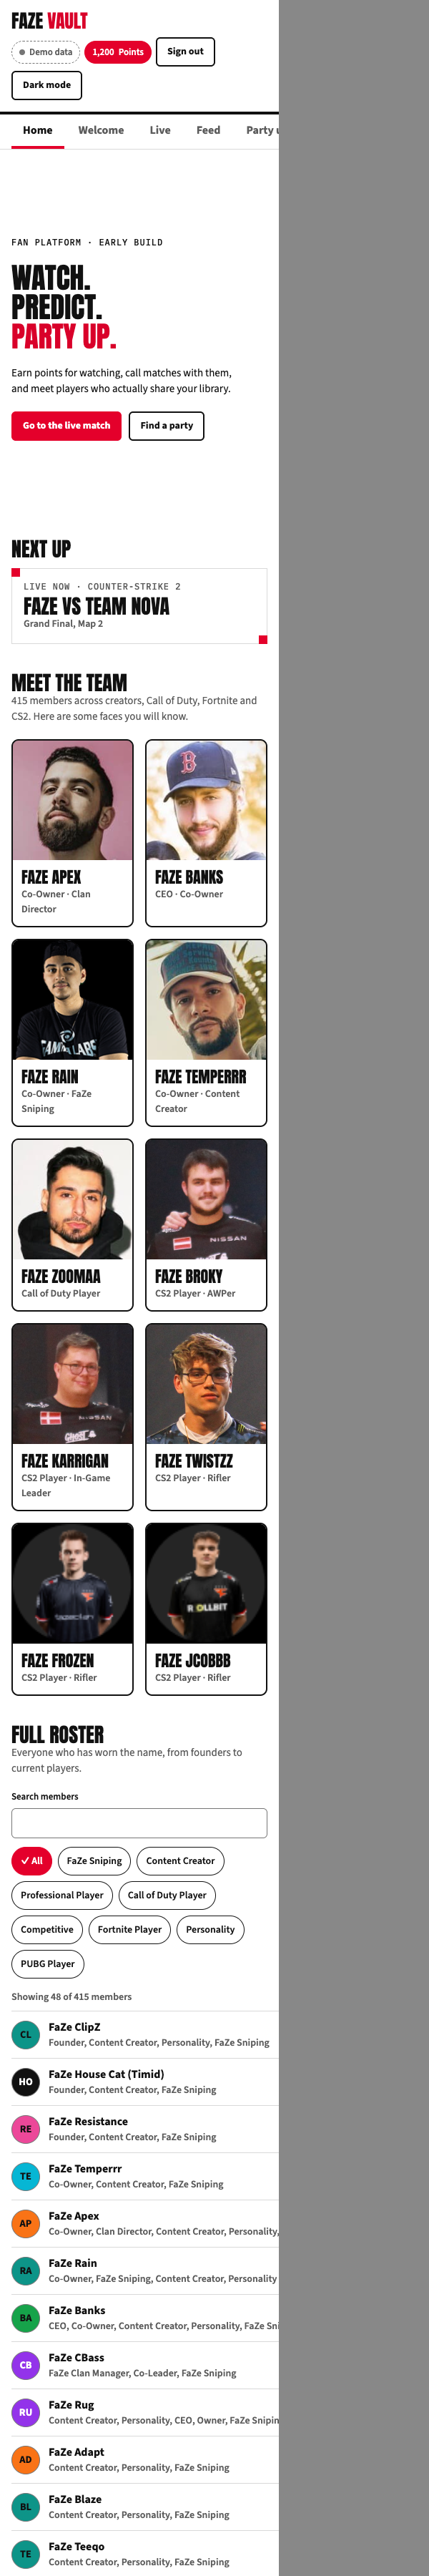 FAZE VAULT
Demo data
1,200 Points
Sign out
Dark mode
Home
Welcome
Live
Feed
Party u
FAN PLATFORM · EARLY BUILD
WATCH.
PREDICT.
PARTY UP.
Earn points for watching, call matches with them,
and meet players who actually share your library.
Go to the live match
Find a party
NEXT UP
LIVE NOW · COUNTER-STRIKE 2
FAZE VS TEAM NOVA
Grand Final, Map 2
MEET THE TEAM
415 members across creators, Call of Duty, Fortnite and
CS2. Here are some faces you will know.
FAZE APEX
Co-Owner · Clan
Director
B
FAZE BANKS
CEO · Co-Owner
FAZE RAIN
Co-Owner · FaZe
Sniping
FAZE TEMPERRR
Co-Owner · Content
Creator
FAZE ZOOMAA
Call of Duty Player
NISSAN
FAZE BROKY
CS2 Player · AWPer
FAZE KARRIGAN
CS2 Player · In-Game
Leader
FAZE TWISTZZ
CS2 Player · Rifler
FAZE FROZEN
CS2 Player · Rifler
ROLLBIT
FAZE JCOBBB
CS2 Player · Rifler
FULL ROSTER
Everyone who has worn the name, from founders to
current players.
Search members
✓ All
FaZe Sniping
Content Creator
Professional Player
Call of Duty Player
Competitive
Fortnite Player
Personality
PUBG Player
Showing 48 of 415 members
CL
FaZe ClipZ
Founder, Content Creator, Personality, FaZe Sniping
HO
FaZe House Cat (Timid)
Founder, Content Creator, FaZe Sniping
RE
FaZe Resistance
Founder, Content Creator, FaZe Sniping
TE
FaZe Temperrr
Co-Owner, Content Creator, FaZe Sniping
AP
FaZe Apex
Co-Owner, Clan Director, Content Creator, Personality,
RA
FaZe Rain
Co-Owner, FaZe Sniping, Content Creator, Personality
BA
FaZe Banks
CEO, Co-Owner, Content Creator, Personality, FaZe Sni
CB
FaZe CBass
FaZe Clan Manager, Co-Leader, FaZe Sniping
RU
FaZe Rug
Content Creator, Personality, CEO, Owner, FaZe Snipin
AD
FaZe Adapt
Content Creator, Personality, FaZe Sniping
BL
FaZe Blaze
Content Creator, Personality, FaZe Sniping
TE
FaZe Teeqo
Content Creator, Personality, FaZe Sniping